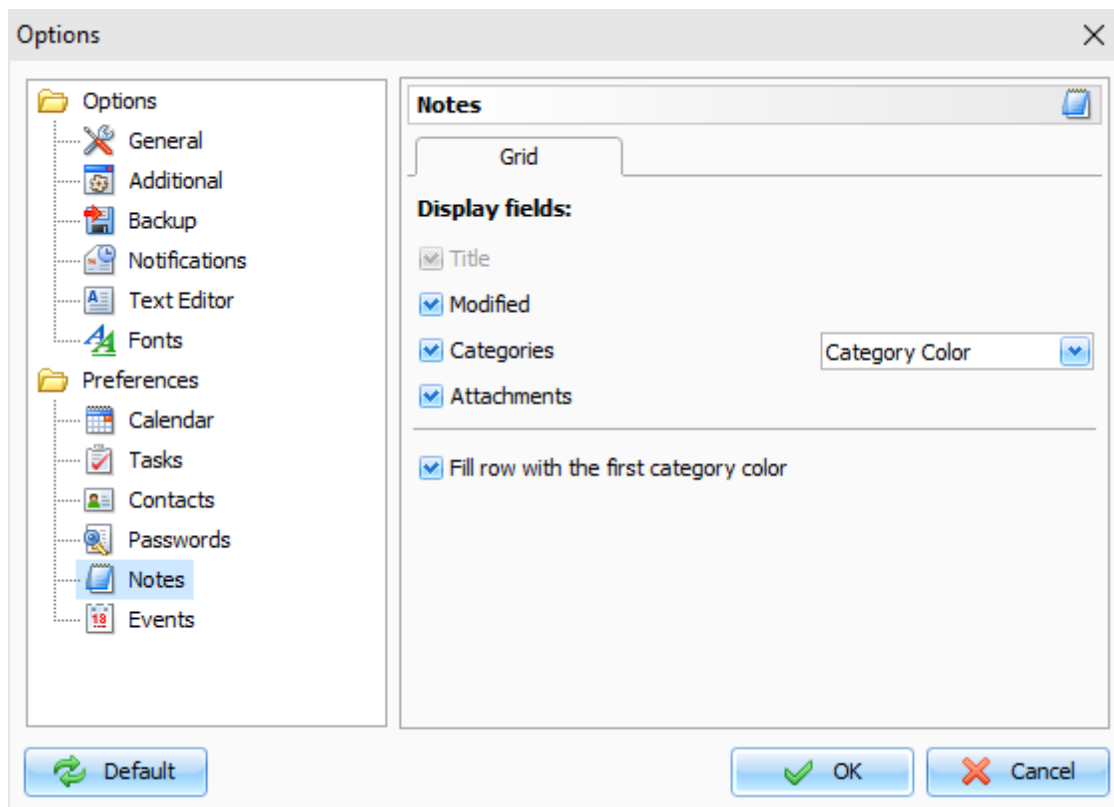 Options
Options
General
Additional
Backup
Notifications
Text Editor
Fonts
Preferences
Calendar
Tasks
Contacts
Passwords
Notes
18
Events
Notes
Grid
Display fields:
Title
Modified
Categories
Category Color
Attachments
Fill row with the first category color
Default
OK
Cancel